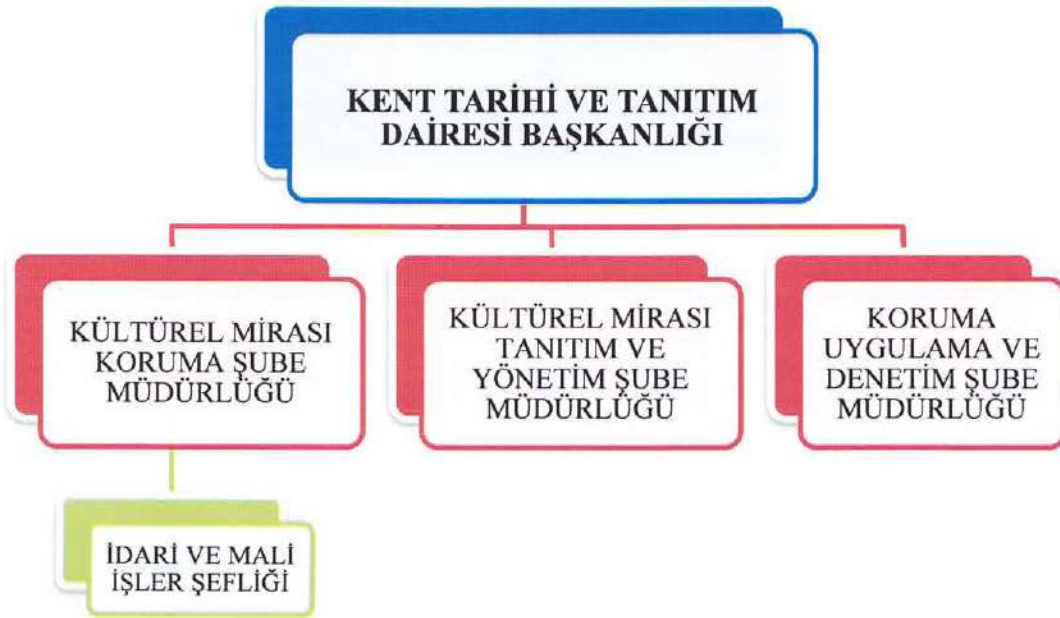 KENT TARİHİ VE TANITIM
DAİRESİ BAŞKANLIĞI
KÜLTÜREL MİRASI
KORUMA ŞUBE
MÜDÜRLÜĞÜ
KÜLTÜREL MİRASI
TANITIM VE
YÖNETİM ŞUBE
MÜDÜRLÜĞÜ
KORUMA
UYGULAMA VE
DENETİM ŞUBE
MÜDÜRLÜĞÜ
İDARİ VE MALİ
İŞLER ŞEFLİĞİ